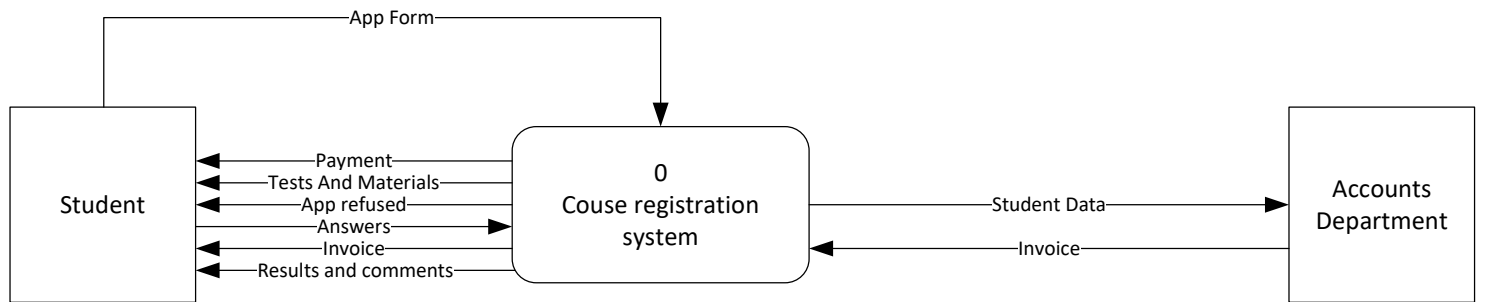 App Form
Student
Payment
Tests And Materials
App refused
Answers
Invoice
Results and comments
0
Couse registration
system
Student Data
Invoice
Accounts
Department